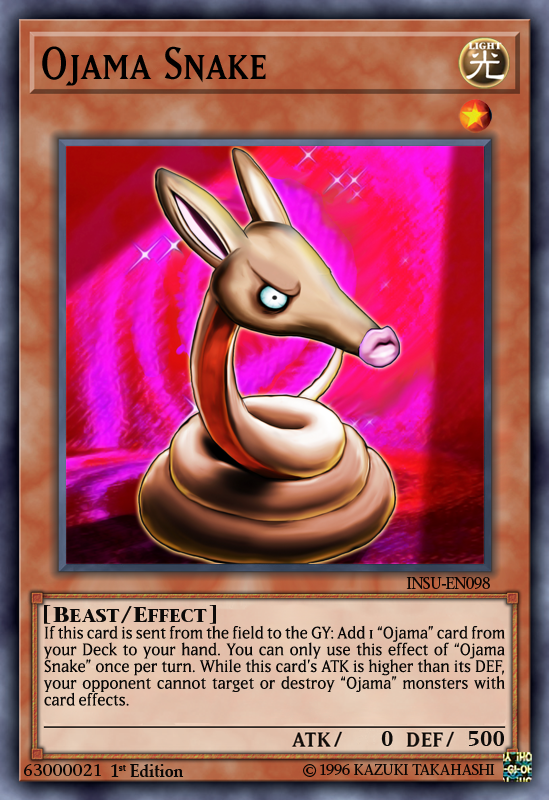 OJAMA SNAKE
LIGHT
光
INSU-EN098
[BEAST/EFFECT]
If this card is sent from the field to the GY: Add 1 “Ojama” card from
your Deck to your hand. You can only use this effect of “Ojama
Snake” once per turn. While this card’s ATK is higher than its DEF,
your opponent cannot target or destroy “Ojama” monsters with
card effects.
ATK/ 0 DEF/ 500
63000021 1st Edition © 1996 KAZUKI TAKAHASHI